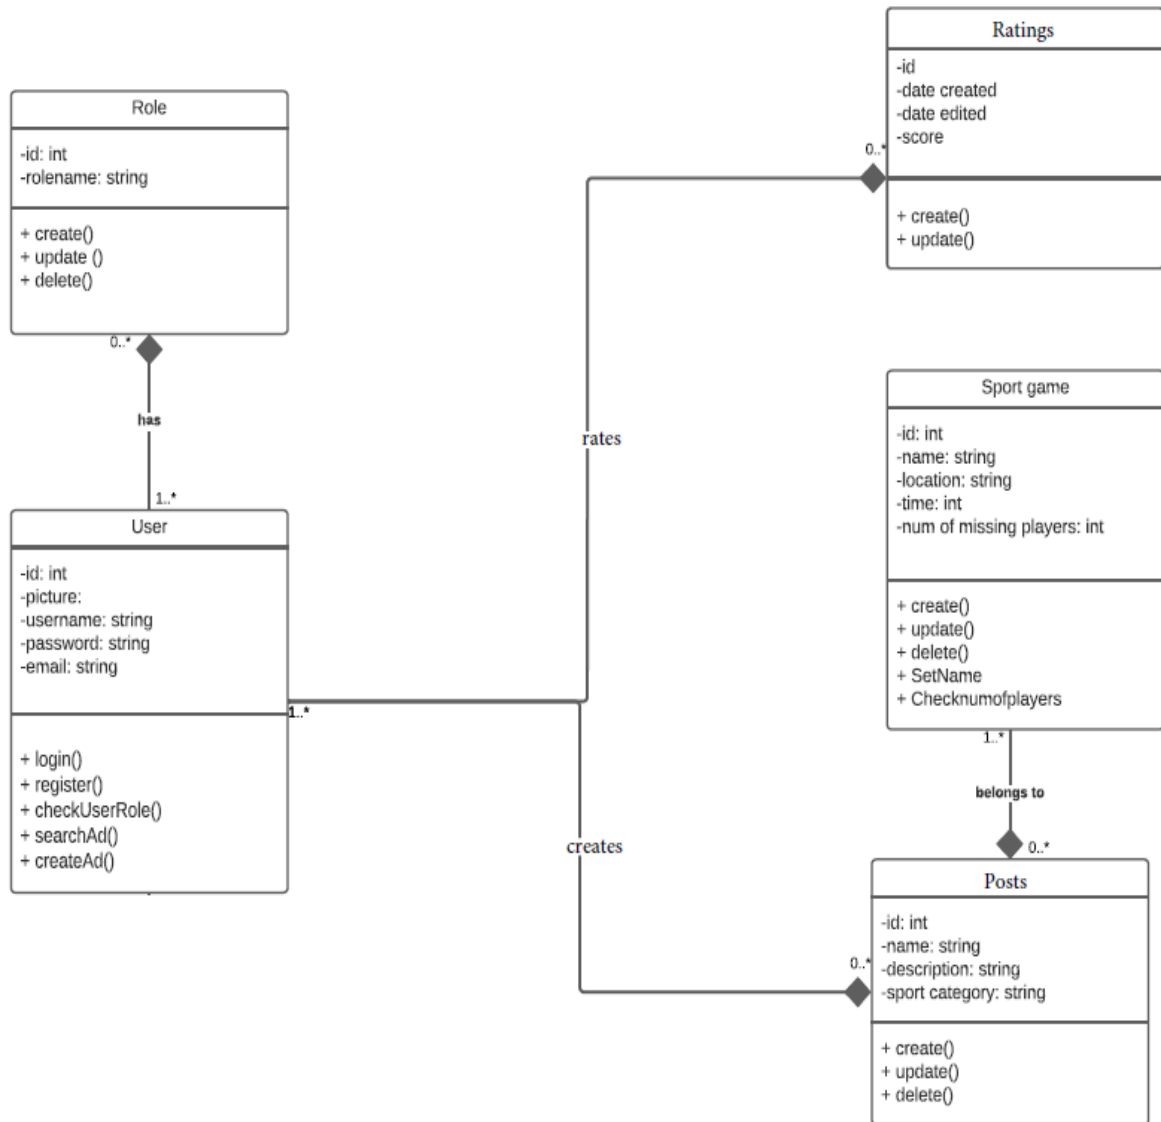 Role
-id: int
-rolename: string
+ create()
+ update ()
+ delete()
0..*
has
1..*
User
-id: int
-picture:
-username: string
-password: string
-email: string
1..*
+ login()
+ register()
+ checkUserRole()
+ searchAd()
+ createAd()
rates
creates
Ratings
-id
-date created
-date edited
-score
0..*
+ create()
+ update()
Sport game
-id: int
-name: string
-location: string
-time: int
-num of missing players: int
+ create()
+ update()
+ delete()
+ SetName
+ Checknumofplayers
1..*
belongs to
0..*
Posts
-id: int
-name: string
-description: string
-sport category: string
0..*
+ create()
+ update()
+ delete()